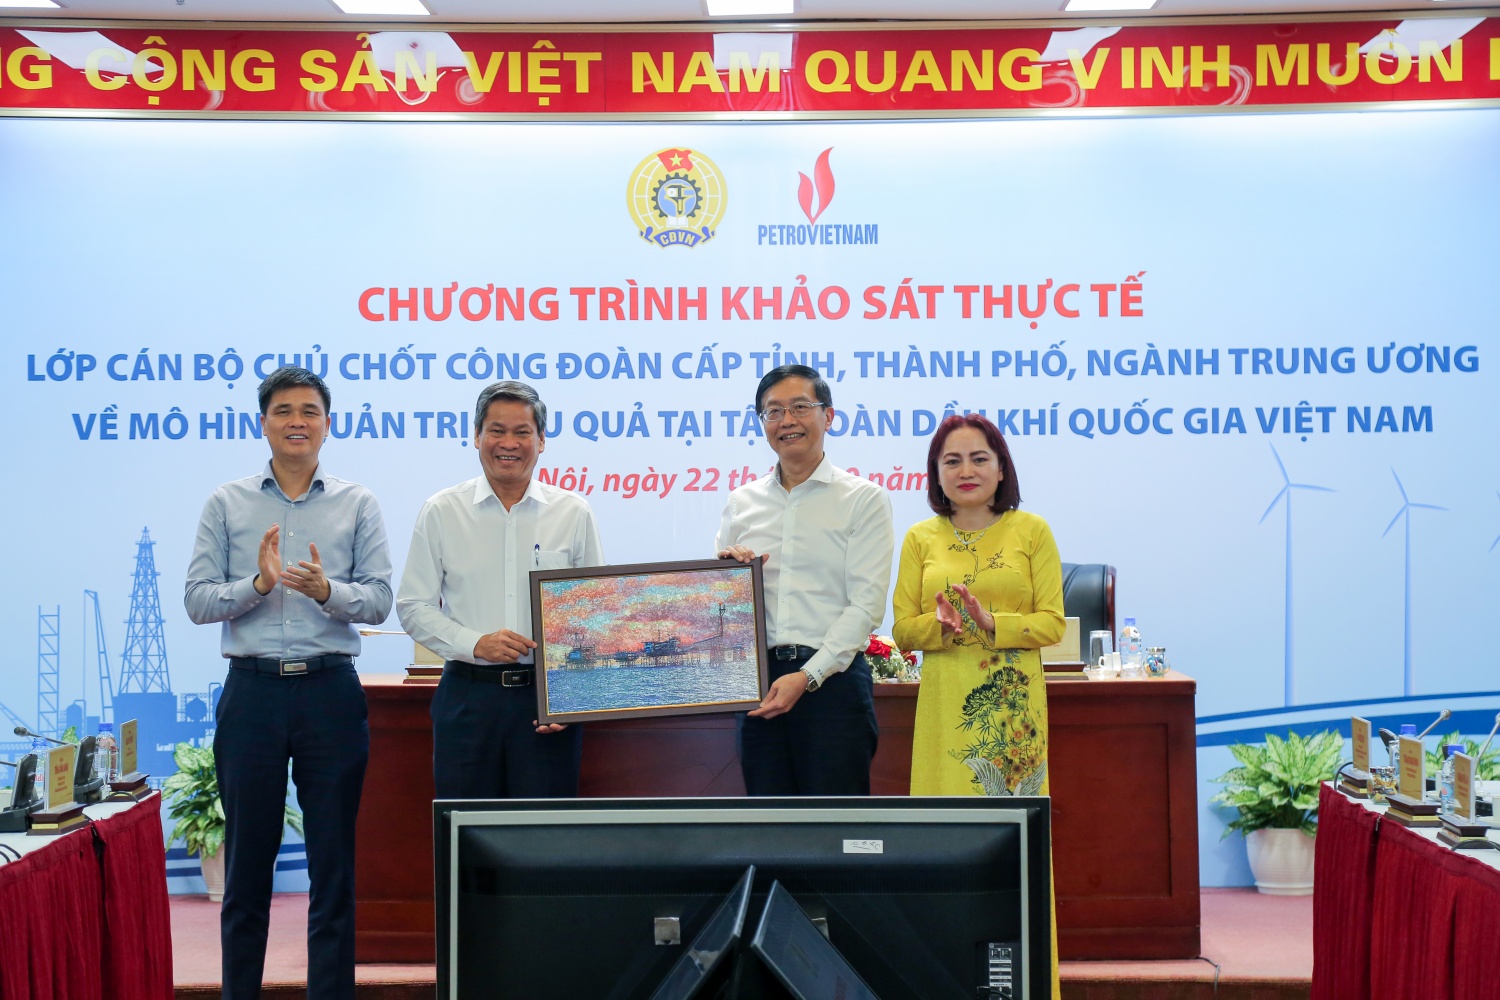 CỘNG SẢN VIỆT NAM QUANG VINH MUÔN
CĐVN
PETROVIETNAM
CHƯƠNG TRÌNH KHẢO SÁT THỰC TẾ
LỚP CÁN BỘ CHỦ CHỐT CÔNG ĐOÀN CẤP TỈNH, THÀNH PHỐ, NGÀNH TRUNG ƯƠNG
VỀ MÔ HÌNH QUẢN TRỊ QUẢ TẠI DẦU KHÍ QUỐC GIA VIỆT NAM
Nội, ngày 22 năm